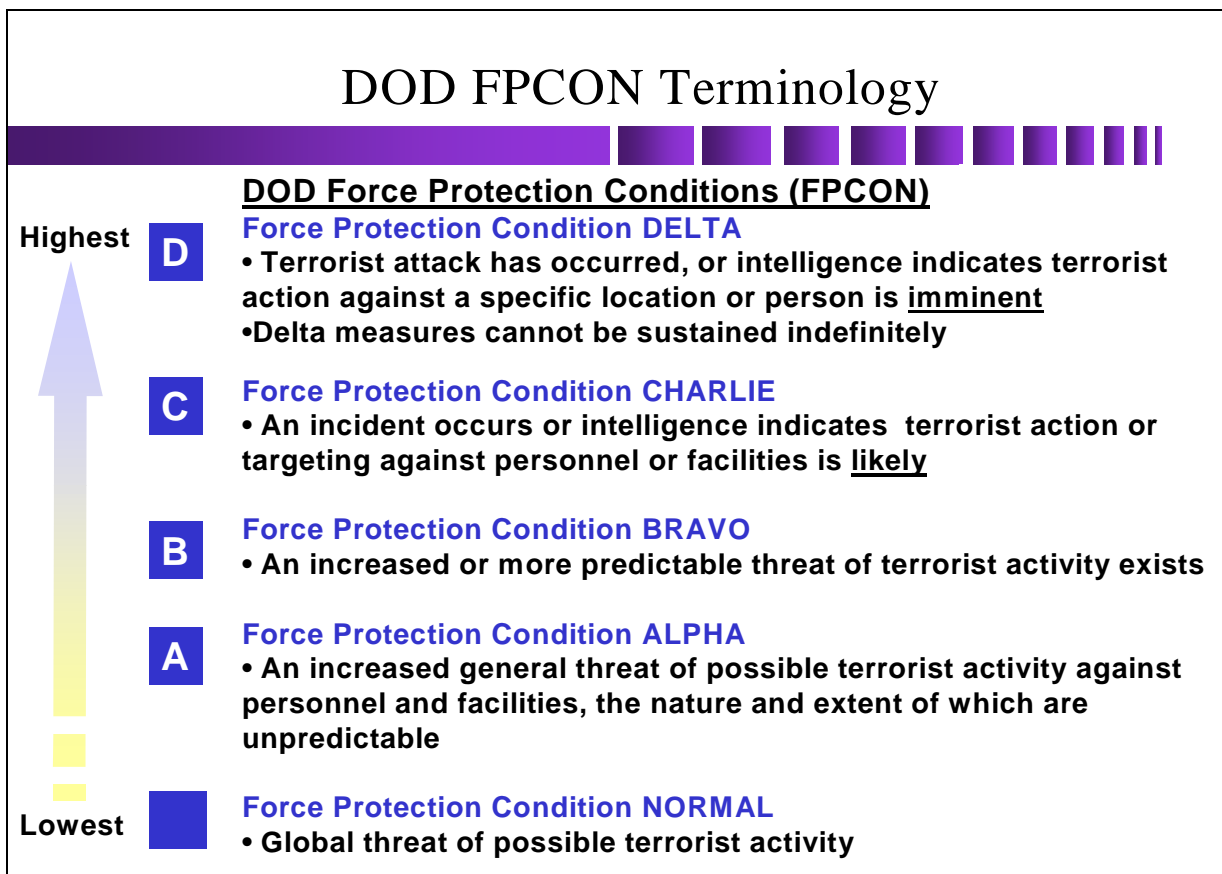 DOD FPCON Terminology
DOD Force Protection Conditions (FPCON)
Highest
D
Force Protection Condition DELTA
• Terrorist attack has occurred, or intelligence indicates terrorist
action against a specific location or person is imminent
•Delta measures cannot be sustained indefinitely
C
Force Protection Condition CHARLIE
• An incident occurs or intelligence indicates terrorist action or
targeting against personnel or facilities is likely
B
Force Protection Condition BRAVO
• An increased or more predictable threat of terrorist activity exists
A
Force Protection Condition ALPHA
• An increased general threat of possible terrorist activity against
personnel and facilities, the nature and extent of which are
unpredictable
Lowest
Force Protection Condition NORMAL
• Global threat of possible terrorist activity